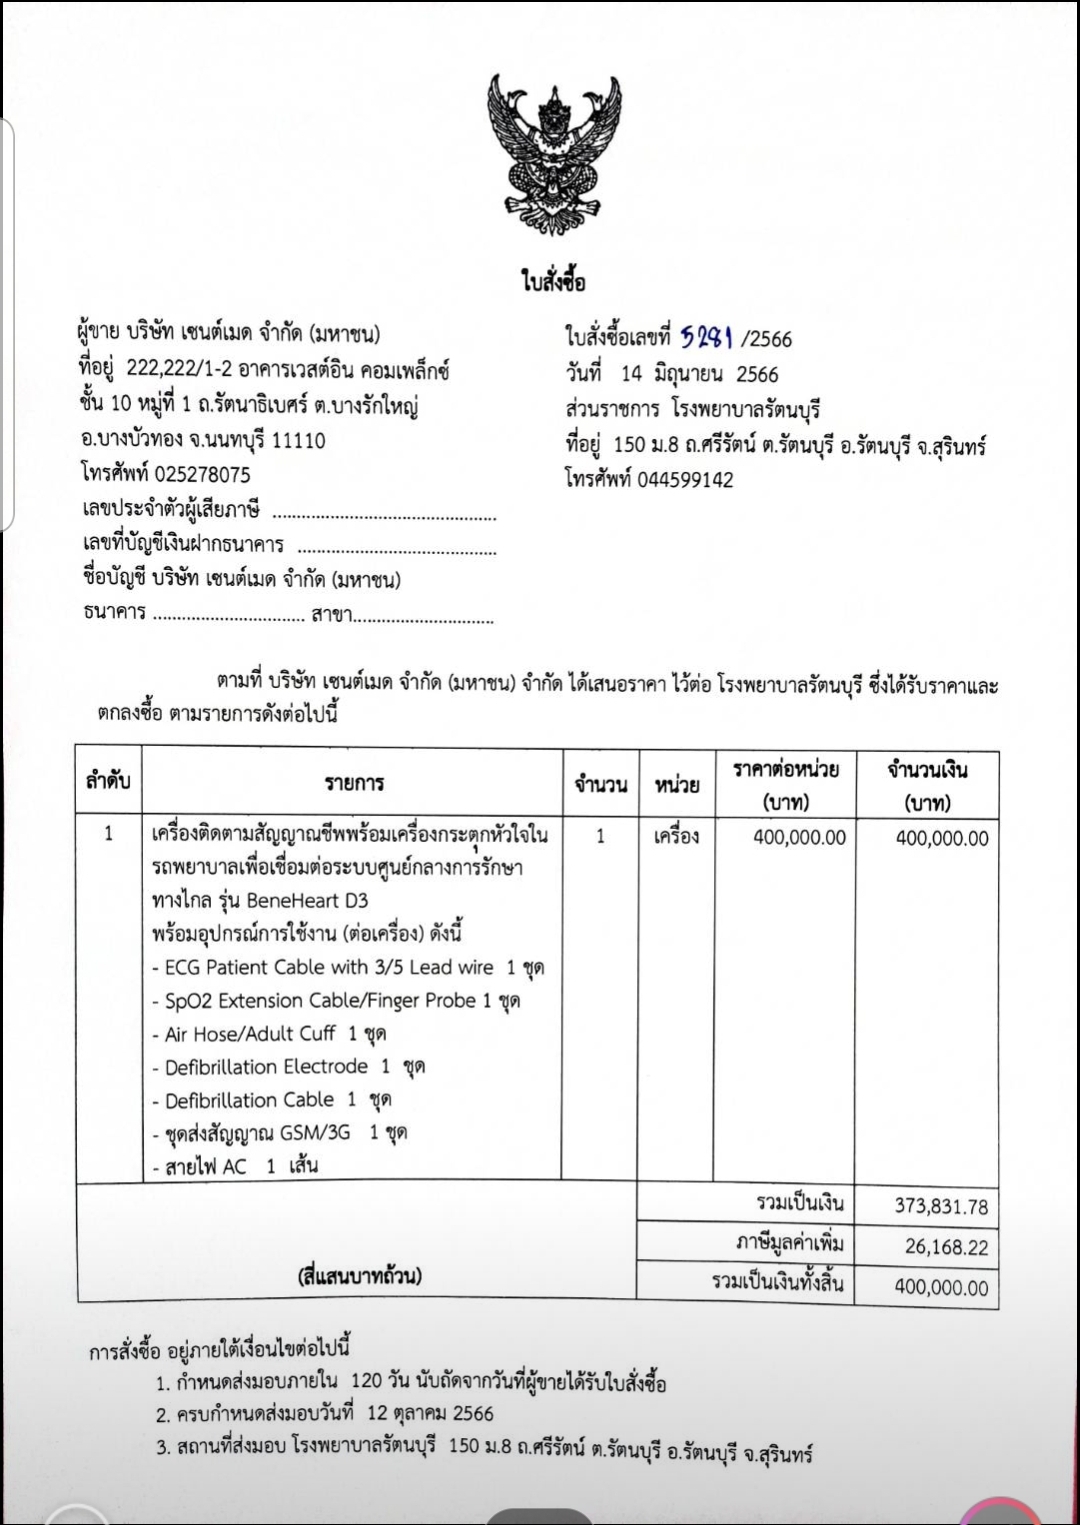 ใบสั่งซื้อ
ผู้ขาย บริษัท เซนต์เมด จำกัด (มหาชน)
ที่อยู่ 222,222/1-2 อาคารเวสต์อิน คอมเพล็กซ์
ชั้น 10 หมู่ที่ 1 ถ.รัตนาธิเบศร์ ต.บางรักใหญ่
อ.บางบัวทอง จ.นนทบุรี 11110
โทรศัพท์ 025278075
เลขประจำตัวผู้เสียภาษี ...............................................
เลขที่บัญชีเงินฝากธนาคาร ..........................................
ชื่อบัญชี บริษัท เซนต์เมด จำกัด (มหาชน)
ธนาคาร ................................ สาขา..............................
ใบสั่งซื้อเลขที่ 5281 /2566
วันที่ 14 มิถุนายน 2566
ส่วนราชการ โรงพยาบาลรัตนบุรี
ที่อยู่ 150 ม.8 ถ.ศรีรัตน์ ต.รัตนบุรี อ.รัตนบุรี จ.สุรินทร์
โทรศัพท์ 044599142
ตามที่ บริษัท เซนต์เมด จำกัด (มหาชน) จำกัด ได้เสนอราคา ไว้ต่อ โรงพยาบาลรัตนบุรี ซึ่งได้รับราคาและ
ตกลงซื้อ ตามรายการดังต่อไปนี้
ลำดับ รายการ จำนวน หน่วย ราคาต่อหน่วย (บาท) จำนวนเงิน (บาท)
1 เครื่องติดตามสัญญาณชีพพร้อมเครื่องกระตุกหัวใจใน 1 เครื่อง 400,000.00 400,000.00
รถพยาบาลเพื่อเชื่อมต่อระบบศูนย์กลางการรักษา
ทางไกล รุ่น BeneHeart D3
พร้อมอุปกรณ์การใช้งาน (ต่อเครื่อง) ดังนี้
- ECG Patient Cable with 3/5 Lead wire 1 ชุด
- SpO2 Extension Cable/Finger Probe 1 ชุด
- Air Hose/Adult Cuff 1 ชุด
- Defibrillation Electrode 1 ชุด
- Defibrillation Cable 1 ชุด
- ชุดส่งสัญญาณ GSM/3G 1 ชุด
- สายไฟ AC 1 เส้น
รวมเป็นเงิน 373,831.78
ภาษีมูลค่าเพิ่ม 26,168.22
(สี่แสนบาทถ้วน) รวมเป็นเงินทั้งสิ้น 400,000.00
การสั่งซื้อ อยู่ภายใต้เงื่อนไขต่อไปนี้
1. กำหนดส่งมอบภายใน 120 วัน นับถัดจากวันที่ผู้ขายได้รับใบสั่งซื้อ
2. ครบกำหนดส่งมอบวันที่ 12 ตุลาคม 2566
3. สถานที่ส่งมอบ โรงพยาบาลรัตนบุรี 150 ม.8 ถ.ศรีรัตน์ ต.รัตนบุรี อ.รัตนบุรี จ.สุรินทร์